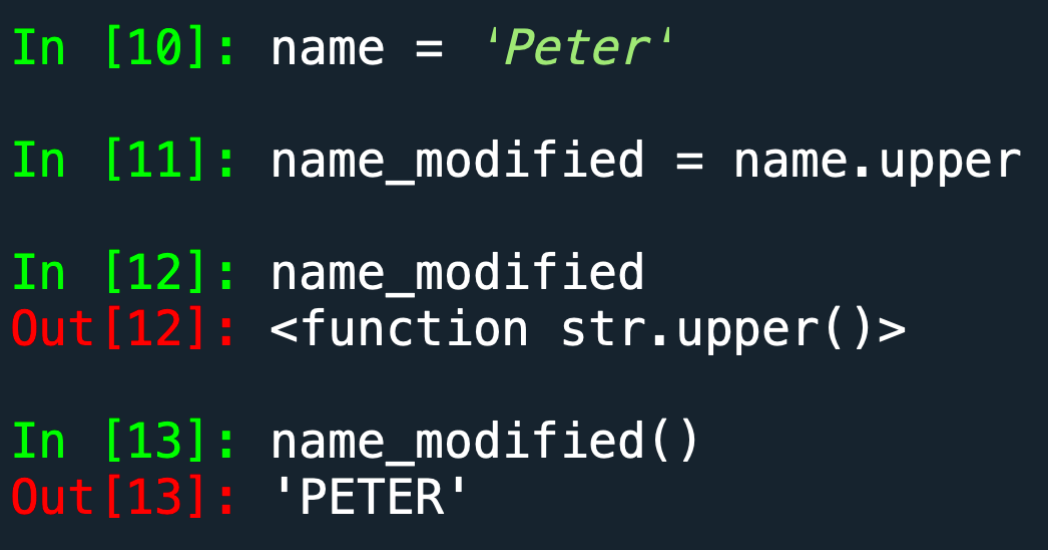 In [10]: name = 'Peter'
In [11]: name_modified = name.upper
In [12]: name_modified
Out[12]: <function str.upper()>
In [13]: name_modified()
Out[13]: 'PETER'